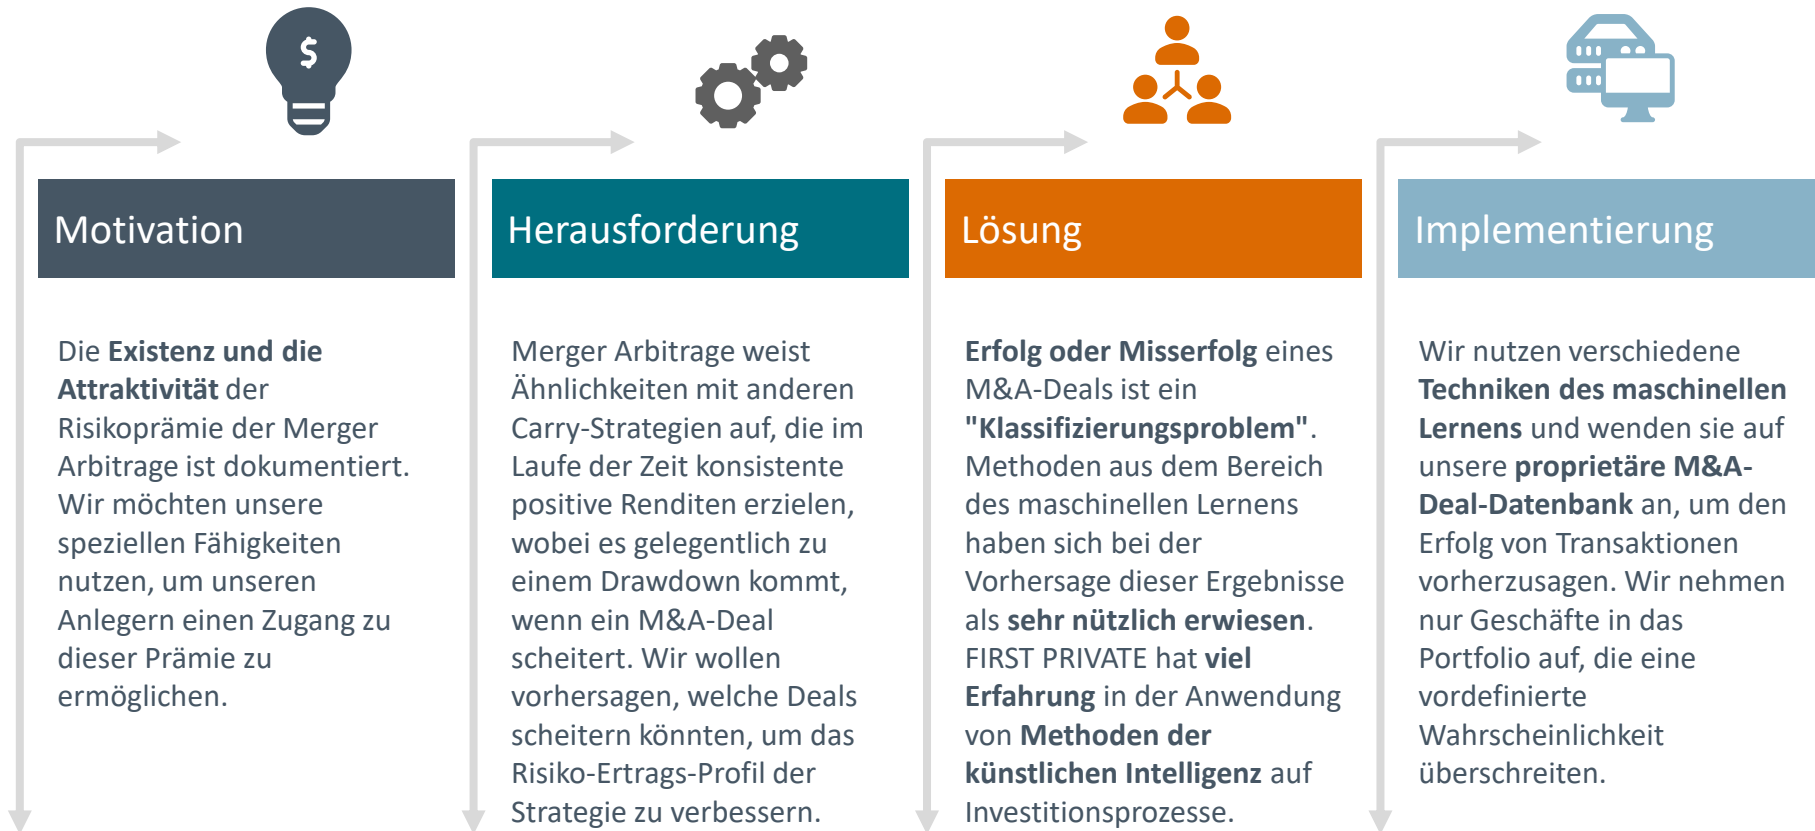 $
Motivation
Die Existenz und die
Attraktivität der
Risikoprämie der Merger
Arbitrage ist dokumentiert.
Wir möchten unsere
speziellen Fähigkeiten
nutzen, um unseren
Anlegern einen Zugang zu
dieser Prämie zu
ermöglichen.
Herausforderung
Merger Arbitrage weist
Ähnlichkeiten mit anderen
Carry-Strategien auf, die im
Laufe der Zeit konsistente
positive Renditen erzielen,
wobei es gelegentlich zu
einem Drawdown kommt,
wenn ein M&A-Deal
scheitert. Wir wollen
vorhersagen, welche Deals
scheitern könnten, um das
Risiko-Ertrags-Profil der
Strategie zu verbessern.
Lösung
Erfolg oder Misserfolg eines
M&A-Deals ist ein
"Klassifizierungsproblem".
Methoden aus dem Bereich
des maschinellen Lernens
haben sich bei der
Vorhersage dieser Ergebnisse
als sehr nützlich erwiesen.
FIRST PRIVATE hat viel
Erfahrung in der Anwendung
von Methoden der
künstlichen Intelligenz auf
Investitionsprozesse.
Implementierung
Wir nutzen verschiedene
Techniken des maschinellen
Lernens und wenden sie auf
unsere proprietäre M&A-
Deal-Datenbank an, um den
Erfolg von Transaktionen
vorherzusagen. Wir nehmen
nur Geschäfte in das
Portfolio auf, die eine
vordefinierte
Wahrscheinlichkeit
überschreiten.